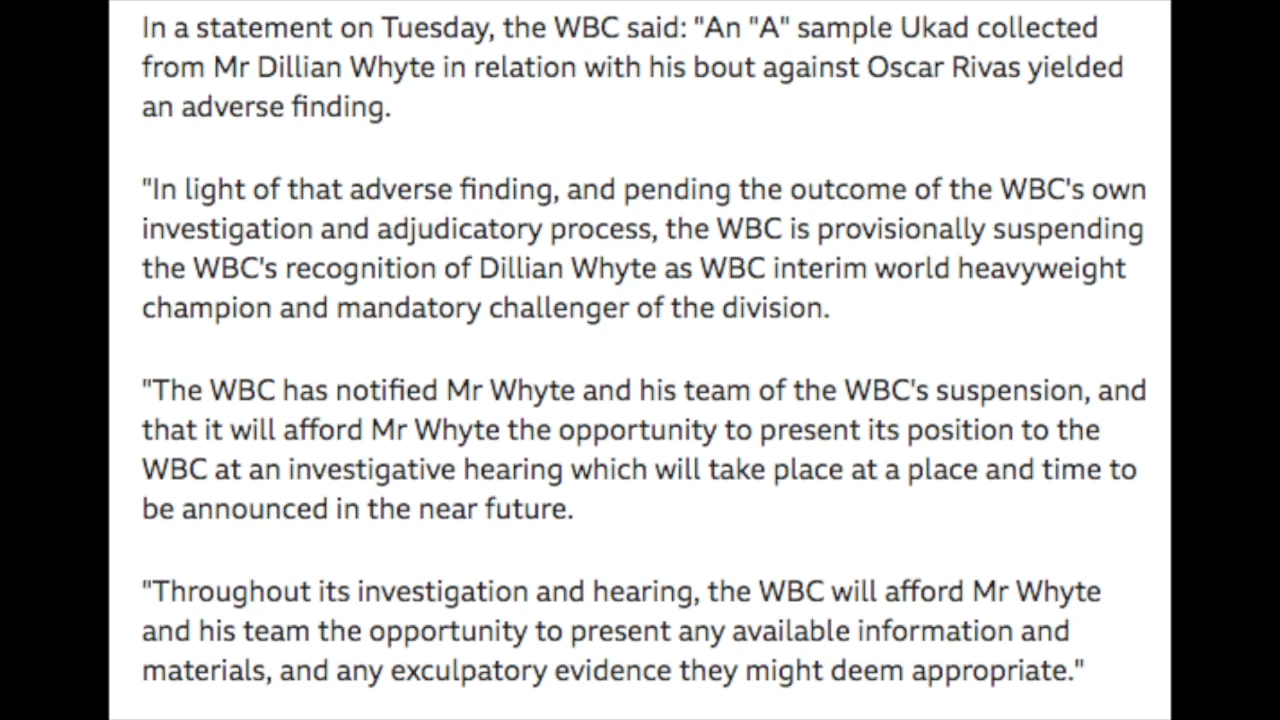 In a statement on Tuesday, the WBC said: "An "A" sample Ukad collected
from Mr Dillian Whyte in relation with his bout against Oscar Rivas yielded
an adverse finding.
"In light of that adverse finding, and pending the outcome of the WBC's own
investigation and adjudicatory process, the WBC is provisionally suspending
the WBC's recognition of Dillian Whyte as WBC interim world heavyweight
champion and mandatory challenger of the division.
"The WBC has notified Mr Whyte and his team of the WBC's suspension, and
that it will afford Mr Whyte the opportunity to present its position to the
WBC at an investigative hearing which will take place at a place and time to
be announced in the near future.
"Throughout its investigation and hearing, the WBC will afford Mr Whyte
and his team the opportunity to present any available information and
materials, and any exculpatory evidence they might deem appropriate."